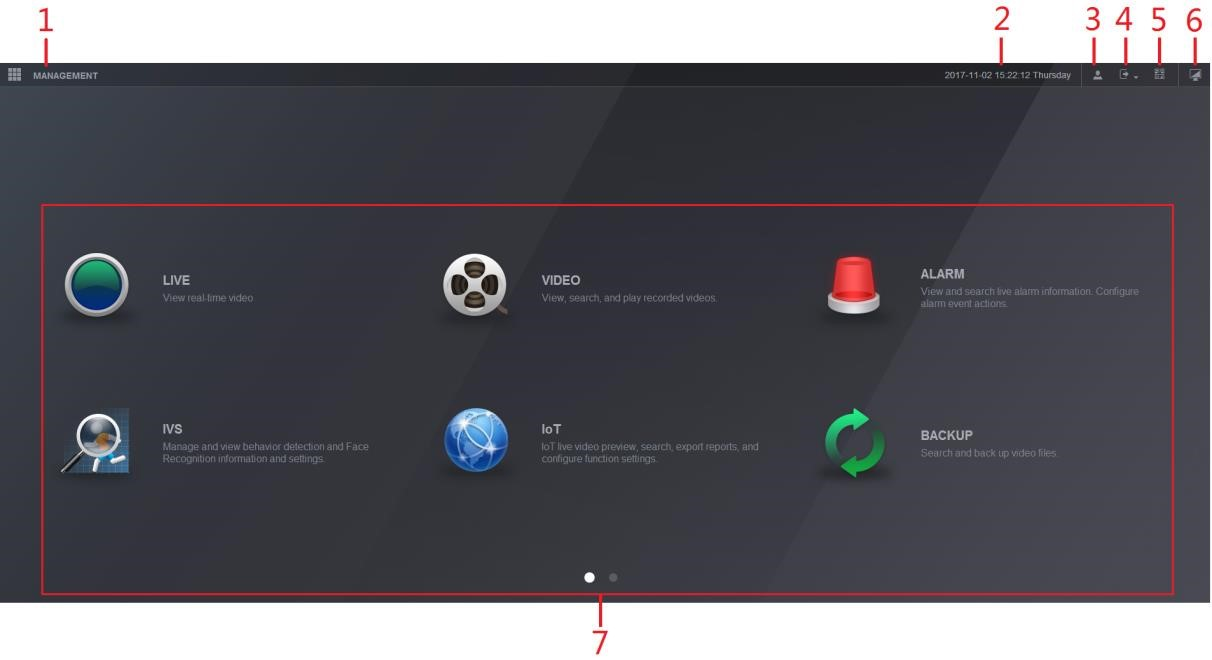 1 2 3 4 5 6
MANAGEMENT 2017-11-02 15:22:12 Thursday
LIVE
View real-time video
VIDEO
View, search, and play recorded videos.
ALARM
View and search live alarm information. Configure
alarm event actions.
IVS
Manage and view behavior detection and Face
Recognition information and settings.
IoT
IoT live video preview, search, export reports, and
configure function settings.
BACKUP
Search and back up video files.
7